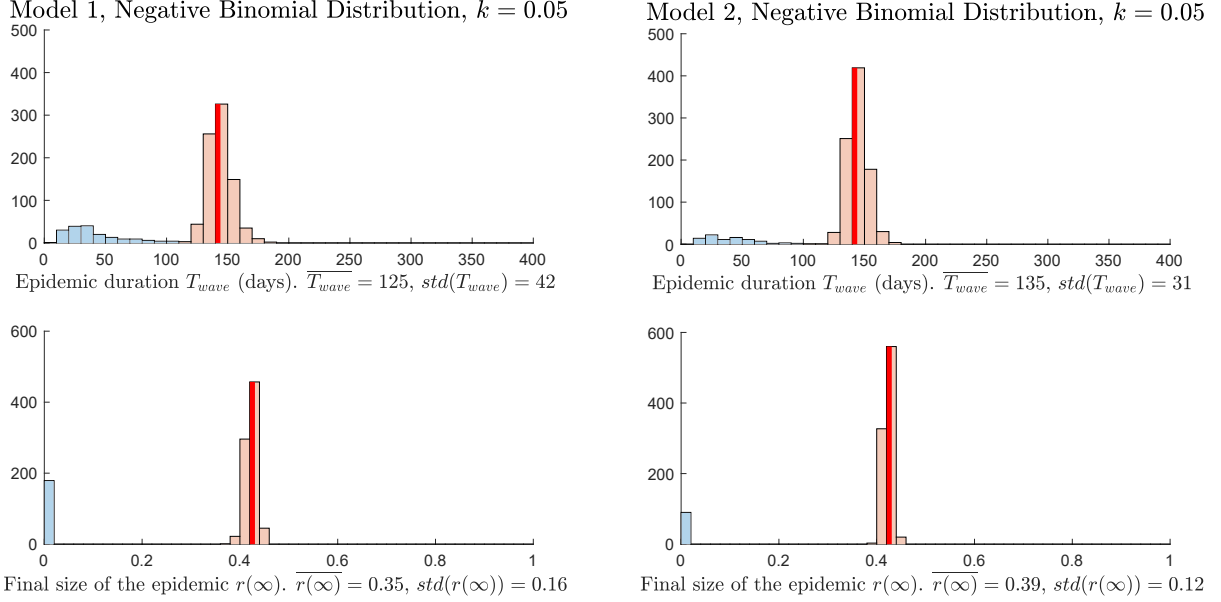 Model 1, Negative Binomial Distribution, k = 0.05
500
400
300
200
100
0
0 50 100 150 200 250 300 350 400
Epidemic duration T_wave (days). \overline{T_wave} = 125, std(T_wave) = 42
600
400
200
0
0 0.2 0.4 0.6 0.8 1
Final size of the epidemic r(∞). \overline{r(∞)} = 0.35, std(r(∞)) = 0.16
Model 2, Negative Binomial Distribution, k = 0.05
500
400
300
200
100
0
0 50 100 150 200 250 300 350 400
Epidemic duration T_wave (days). \overline{T_wave} = 135, std(T_wave) = 31
600
400
200
0
0 0.2 0.4 0.6 0.8 1
Final size of the epidemic r(∞). \overline{r(∞)} = 0.39, std(r(∞)) = 0.12